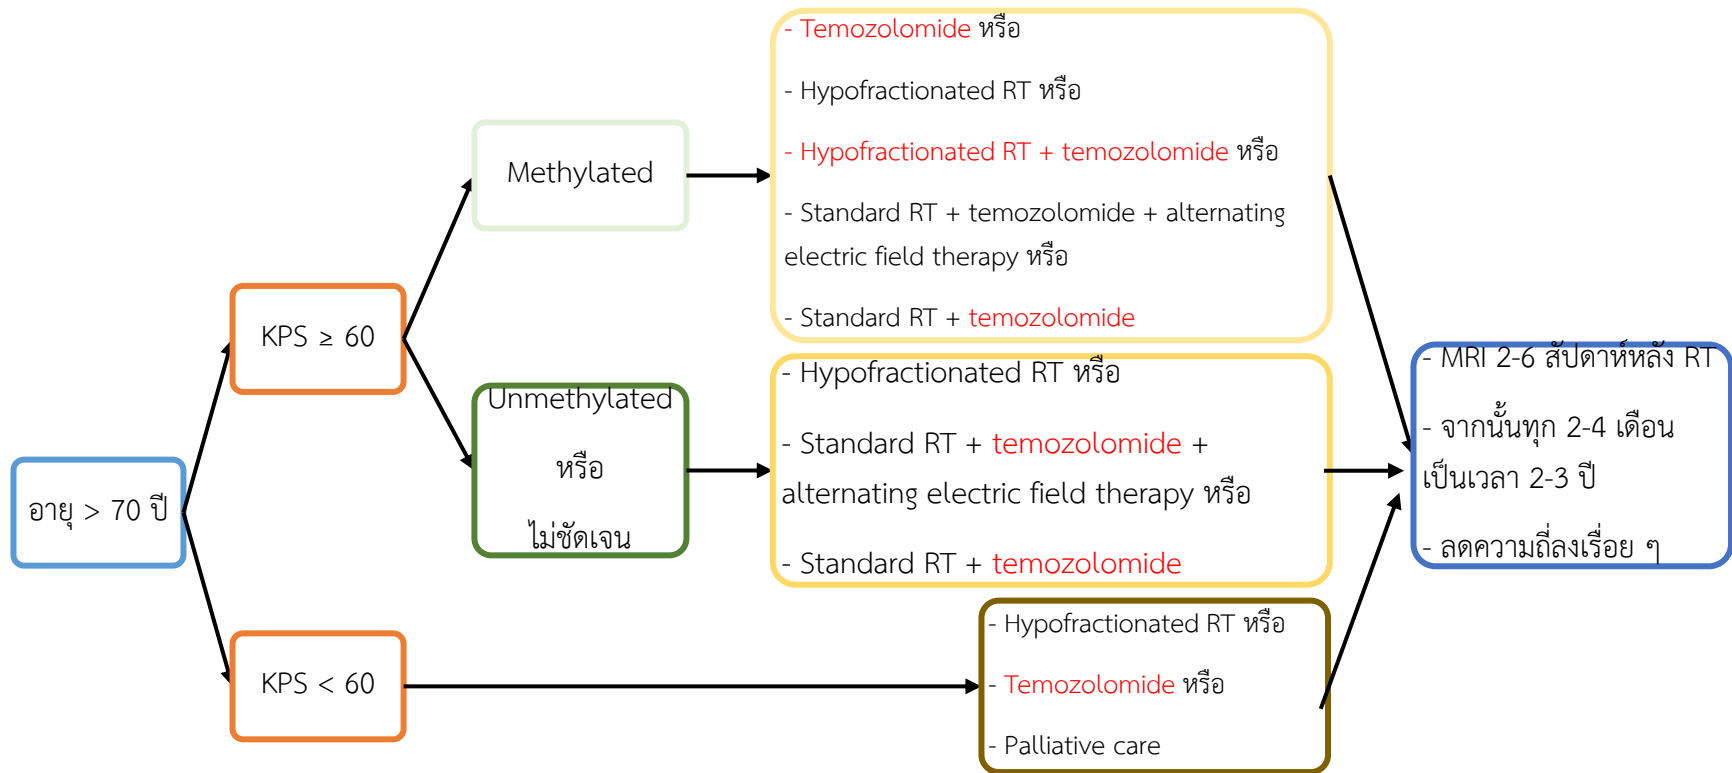 อายุ > 70 ปี
KPS ≥ 60
KPS < 60
Methylated
Unmethylated
หรือ
ไม่ชัดเจน
- Temozolomide หรือ
- Hypofractionated RT หรือ
- Hypofractionated RT + temozolomide หรือ
- Standard RT + temozolomide + alternating
electric field therapy หรือ
- Standard RT + temozolomide
- Hypofractionated RT หรือ
- Standard RT + temozolomide +
alternating electric field therapy หรือ
- Standard RT + temozolomide
- Hypofractionated RT หรือ
- Temozolomide หรือ
- Palliative care
- MRI 2-6 สัปดาห์หลัง RT
- จากนั้นทุก 2-4 เดือน
เป็นเวลา 2-3 ปี
- ลดความถี่ลงเรื่อย ๆ